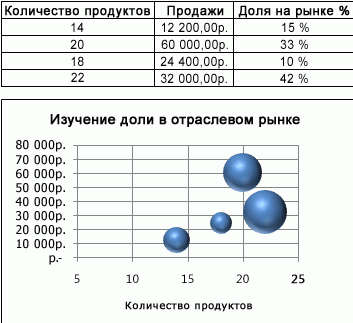 Количество продуктов Продажи Доля на рынке %
14 12 200,00р. 15 %
20 60 000,00р. 33 %
18 24 400,00р. 10 %
22 32 000,00р. 42 %
Изучение доли в отраслевом рынке
80 000р.
70 000р.
60 000р.
50 000р.
40 000р.
30 000р.
20 000р.
10 000р.
р.-
5 10 15 20 25
Количество продуктов